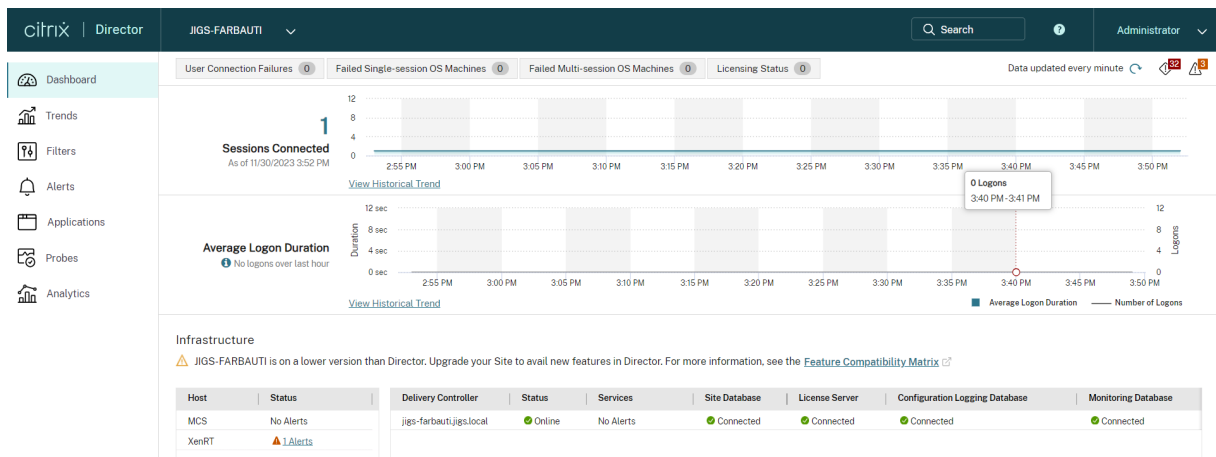 citrix | Director JIGS-FARBAUTI Search ? Administrator
Dashboard
Trends
Filters
Alerts
Applications
Probes
Analytics
User Connection Failures 0 Failed Single-session OS Machines 0 Failed Multi-session OS Machines 0 Licensing Status 0 Data updated every minute 32 3
1
Sessions Connected
As of 11/30/2023 3:52 PM
12
8
4
0
2:55 PM 3:00 PM 3:05 PM 3:10 PM 3:15 PM 3:20 PM 3:25 PM 3:30 PM 3:35 PM 3:40 PM 3:45 PM 3:50 PM
View Historical Trend
0 Logons
3:40 PM-3:41 PM
Average Logon Duration
No logons over last hour
Duration
12 sec
8 sec
4 sec
0 sec
12
8
4
0
Logons
2:55 PM 3:00 PM 3:05 PM 3:10 PM 3:15 PM 3:20 PM 3:25 PM 3:30 PM 3:35 PM 3:40 PM 3:45 PM 3:50 PM
View Historical Trend
Average Logon Duration Number of Logons
Infrastructure
JIGS-FARBAUTI is on a lower version than Director. Upgrade your Site to avail new features in Director. For more information, see the Feature Compatibility Matrix
Host Status
MCS No Alerts
XenRT 1 Alerts
Delivery Controller Status Services Site Database License Server Configuration Logging Database Monitoring Database
jigs-farbauti.jigs.local Online No Alerts Connected Connected Connected Connected